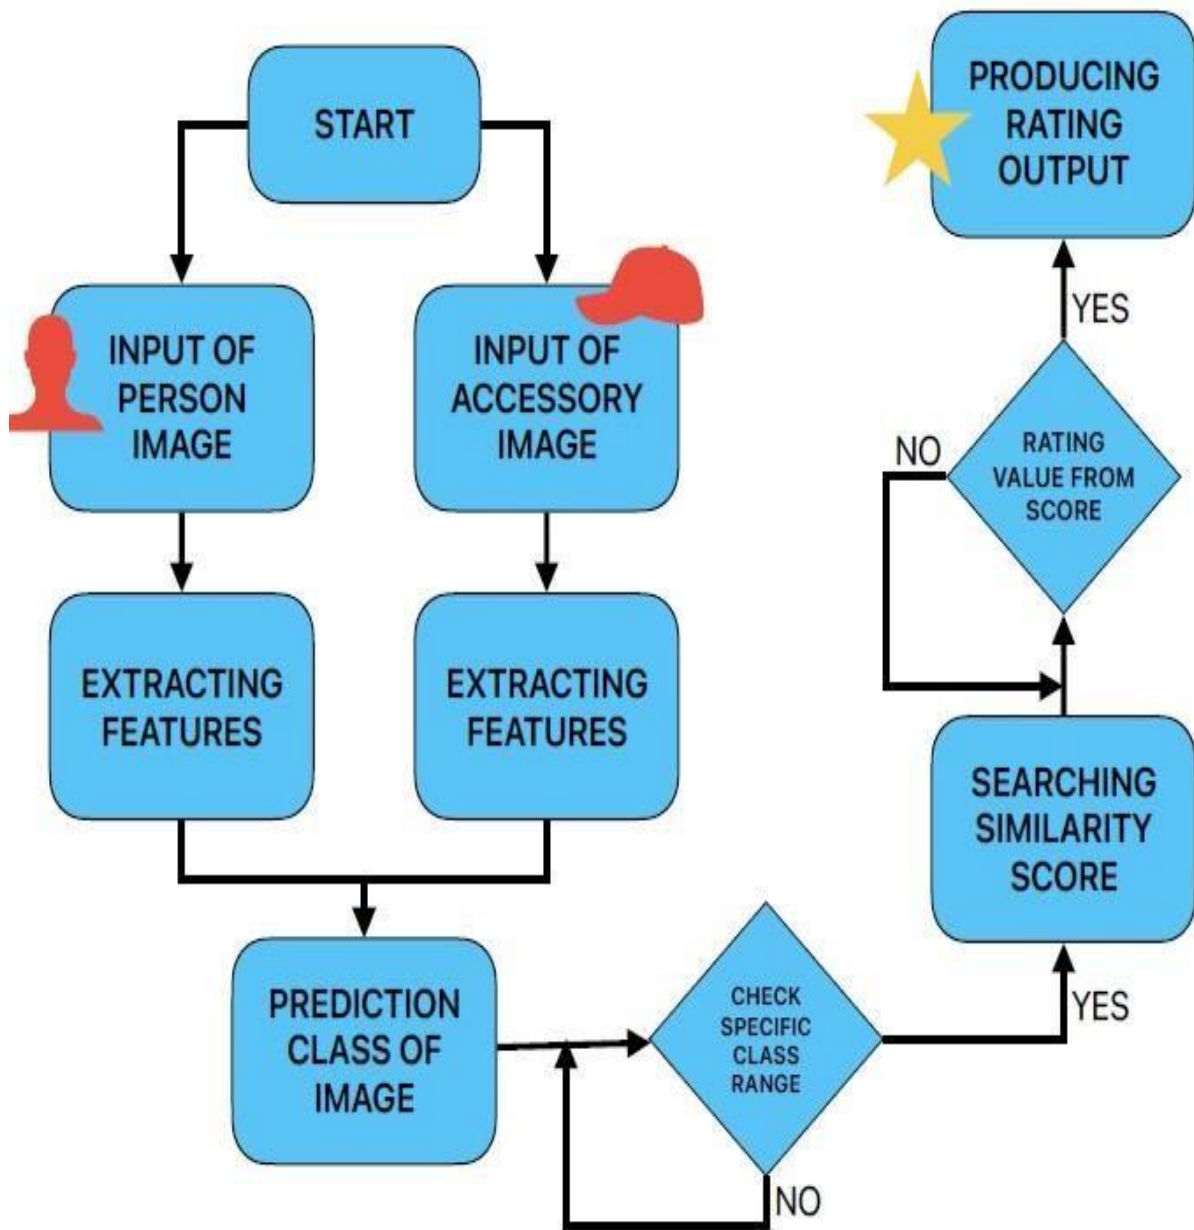 START
INPUT OF
PERSON
IMAGE
INPUT OF
ACCESSORY
IMAGE
EXTRACTING
FEATURES
EXTRACTING
FEATURES
PREDICTION
CLASS OF
IMAGE
CHECK
SPECIFIC
CLASS
RANGE
NO
YES
SEARCHING
SIMILARITY
SCORE
RATING
VALUE FROM
SCORE
NO
YES
PRODUCING
RATING
OUTPUT